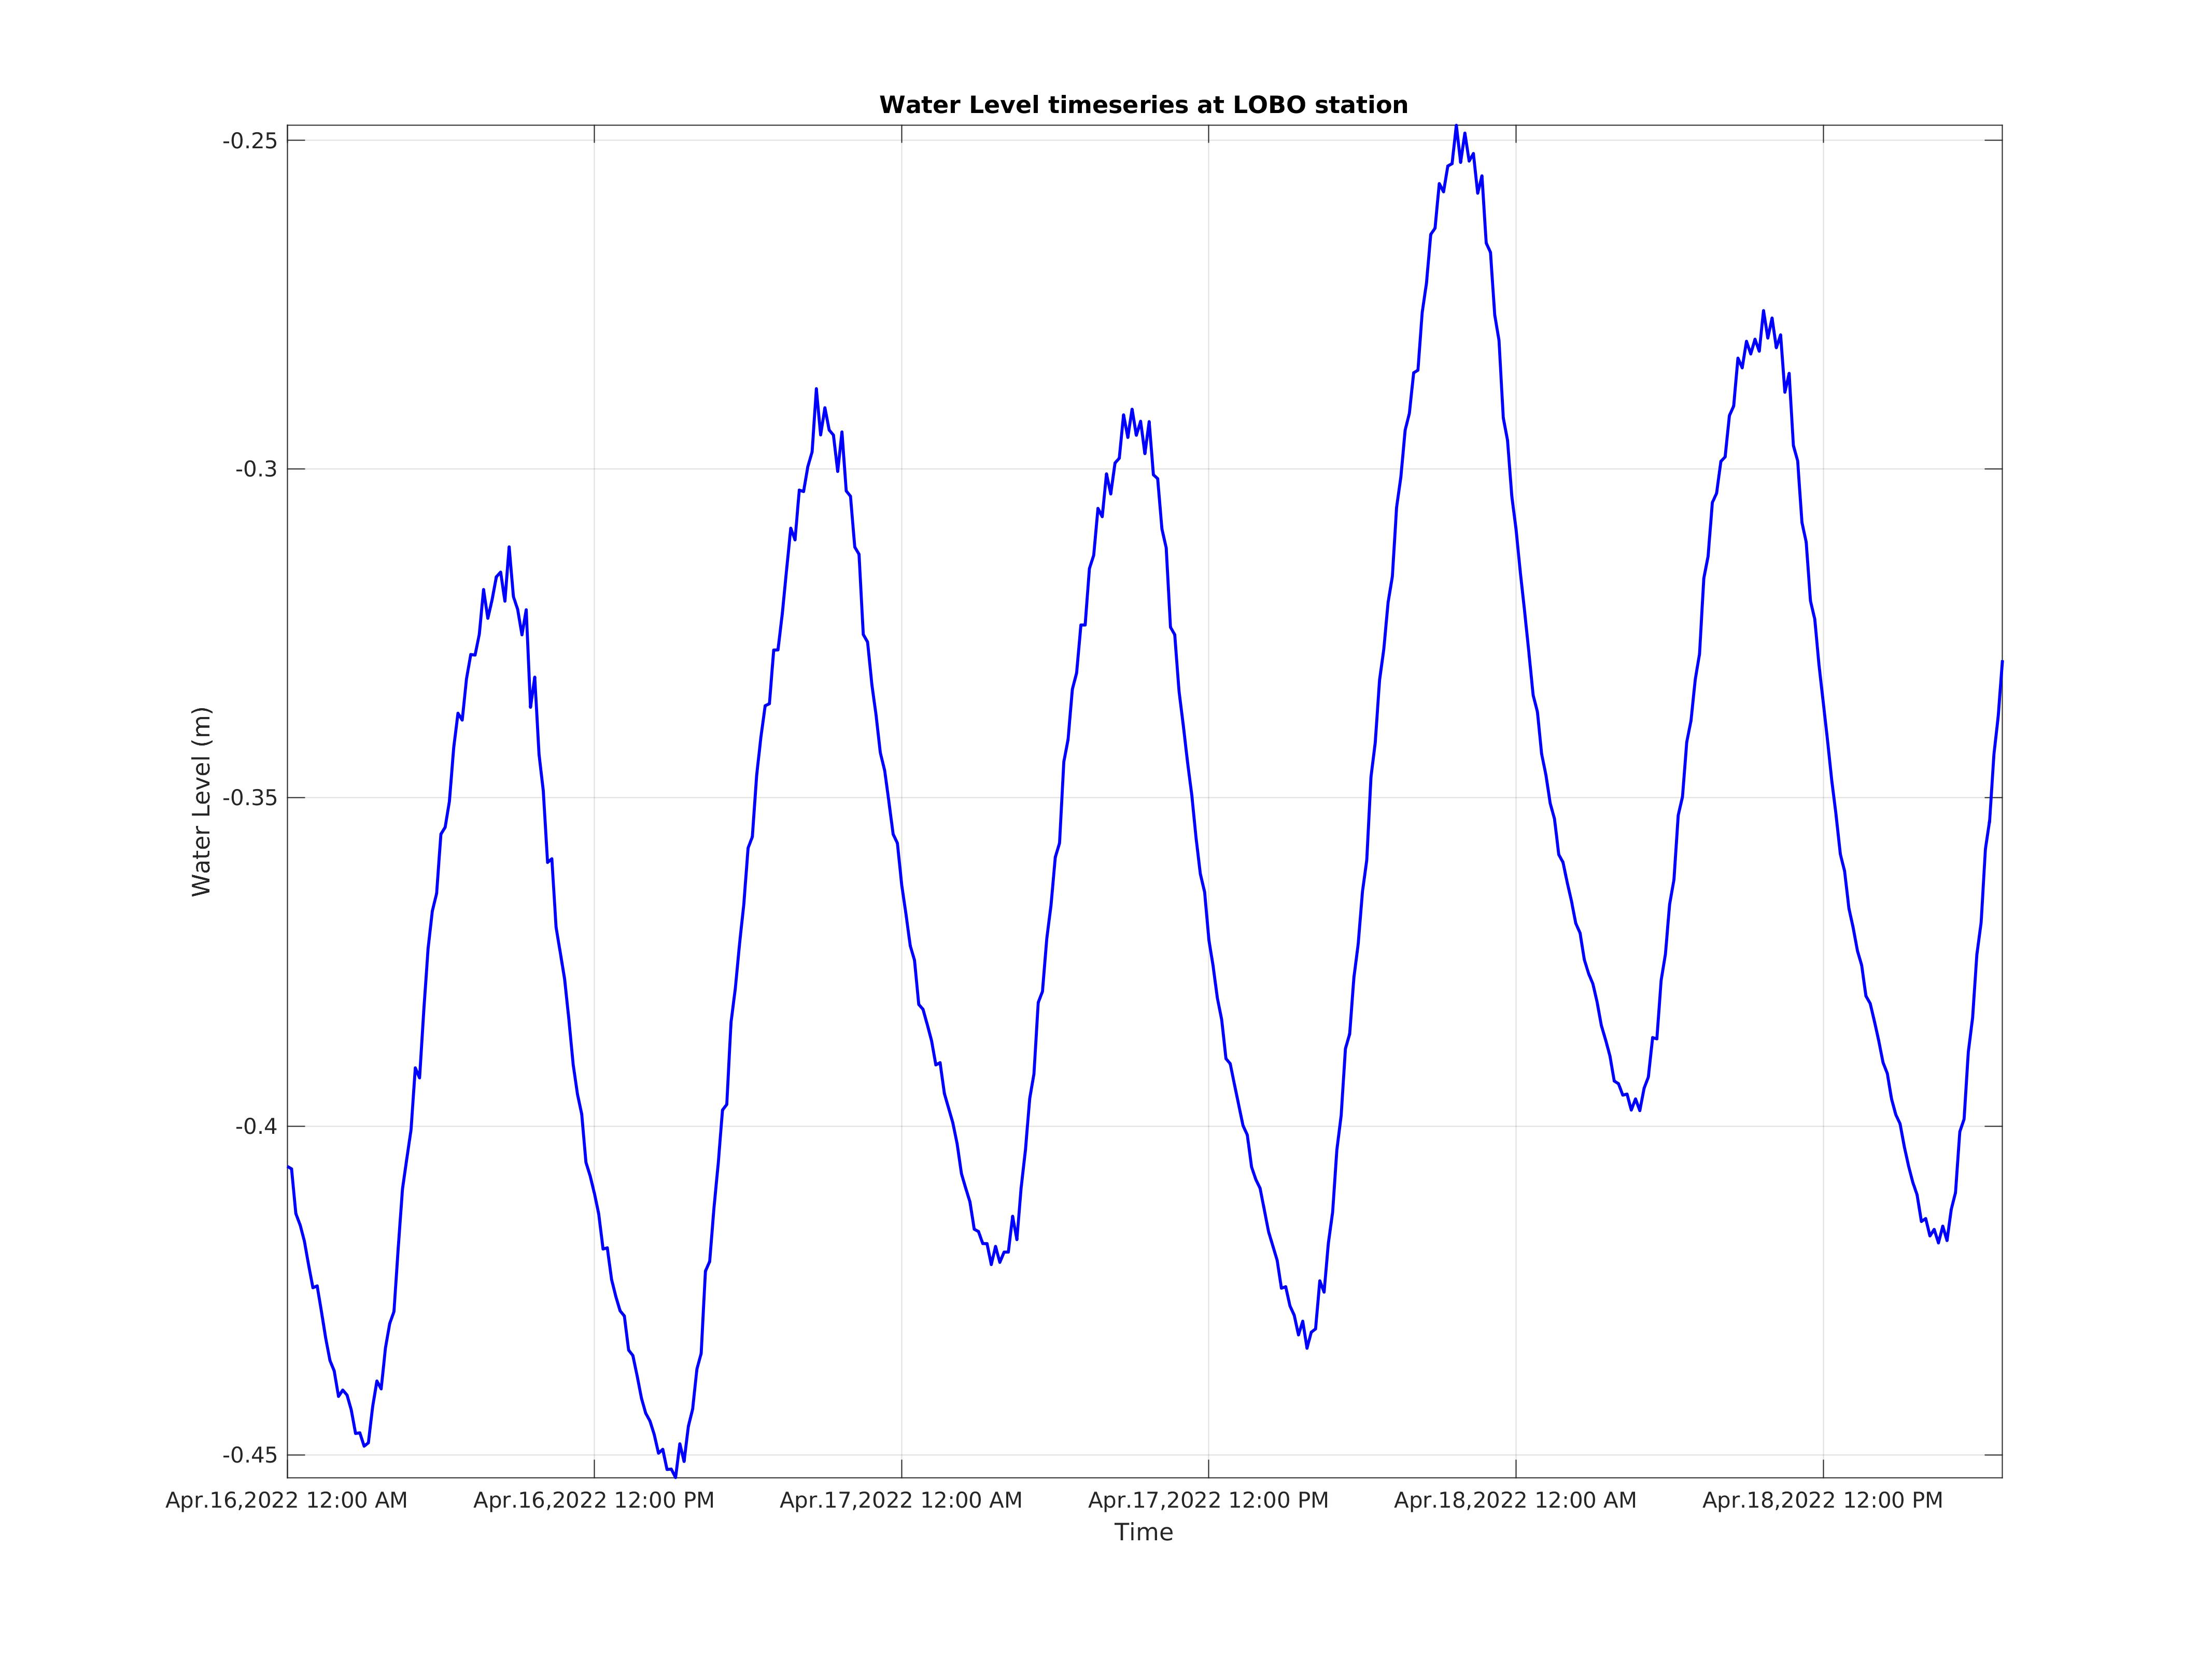 Water Level timeseries at LOBO station
-0.25
-0.3
-0.35
-0.4
-0.45
Water Level (m)
Apr.16,2022 12:00 AM
Apr.16,2022 12:00 PM
Apr.17,2022 12:00 AM
Apr.17,2022 12:00 PM
Apr.18,2022 12:00 AM
Apr.18,2022 12:00 PM
Time